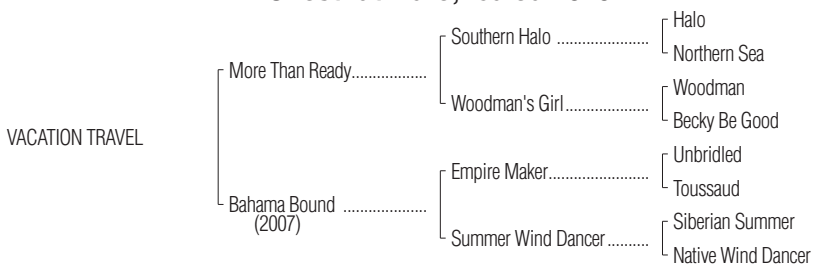 Halo
Southern Halo ......................
Northern Sea
More Than Ready..................
Woodman
Woodman's Girl....................
Becky Be Good
VACATION TRAVEL
Unbridled
Empire Maker........................
Toussaud
Bahama Bound ....................
(2007)
Siberian Summer
Summer Wind Dancer..........
Native Wind Dancer